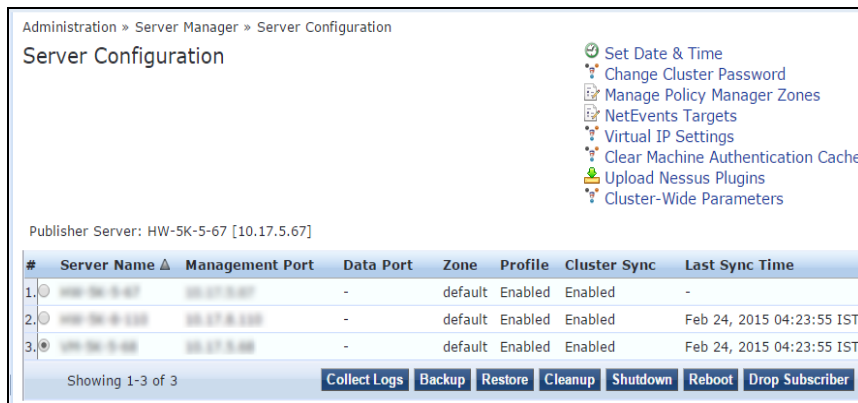 Administration » Server Manager » Server Configuration
Server Configuration
Set Date & Time
Change Cluster Password
Manage Policy Manager Zones
NetEvents Targets
Virtual IP Settings
Clear Machine Authentication Cache
Upload Nessus Plugins
Cluster-Wide Parameters
Publisher Server: HW-5K-5-67 [10.17.5.67]
# Server Name Management Port Data Port Zone Profile Cluster Sync Last Sync Time
1. - default Enabled Enabled -
2. - default Enabled Enabled Feb 24, 2015 04:23:55 IST
3. - default Enabled Enabled Feb 24, 2015 04:23:55 IST
Showing 1-3 of 3 Collect Logs Backup Restore Cleanup Shutdown Reboot Drop Subscriber